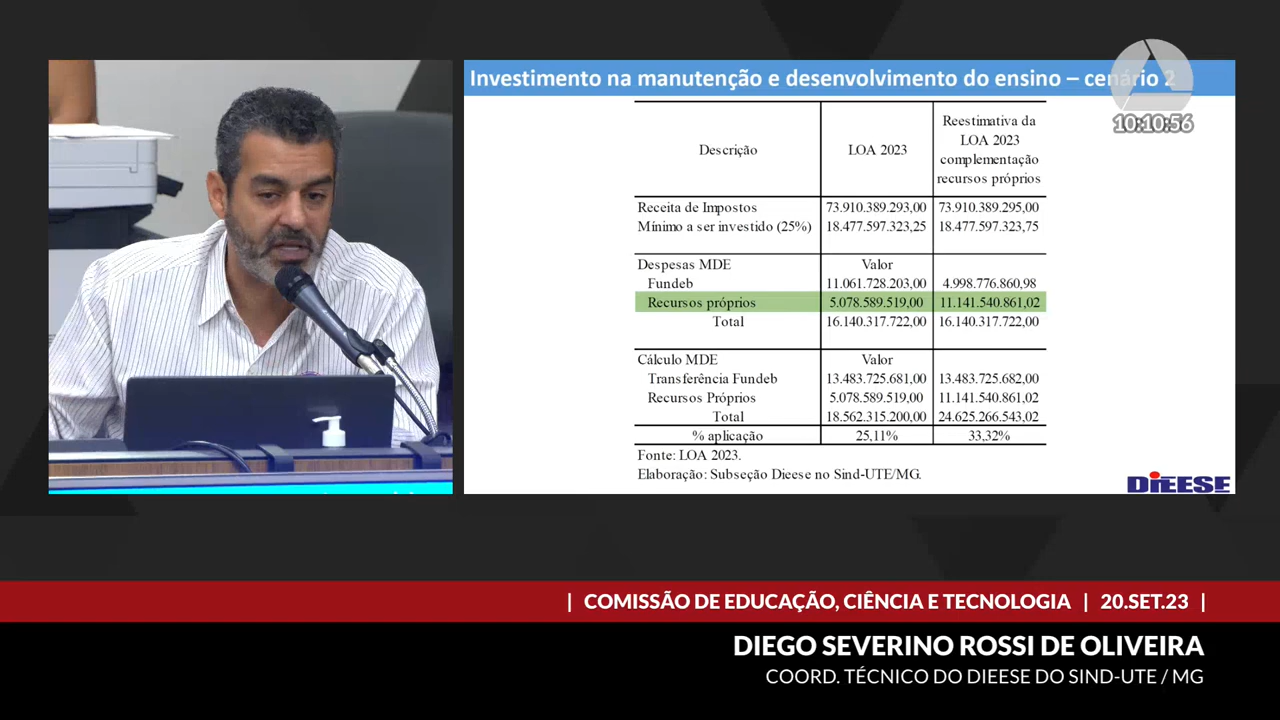 Investimento na manutenção e desenvolvimento do ensino – cenário 2
10:10:56
Descrição
LOA 2023
Reestimativa da
LOA 2023
complementação
recursos próprios
Receita de Impostos 73.910.389.293,00 73.910.389.295,00
Mínimo a ser investido (25%) 18.477.597.323,25 18.477.597.323,75
Despesas MDE Valor
Fundeb 11.061.728.203,00 4.998.776.860,98
Recursos próprios 5.078.589.519,00 11.141.540.861,02
Total 16.140.317.722,00 16.140.317.722,00
Cálculo MDE Valor
Transferência Fundeb 13.483.725.681,00 13.483.725.682,00
Recursos Próprios 5.078.589.519,00 11.141.540.861,02
Total 18.562.315.200,00 24.625.266.543,02
% aplicação 25,11% 33,32%
Fonte: LOA 2023.
Elaboração: Subseção Dieese no Sind-UTE/MG.
DIEESE
| COMISSÃO DE EDUCAÇÃO, CIÊNCIA E TECNOLOGIA | 20.SET.23 |
DIEGO SEVERINO ROSSI DE OLIVEIRA
COORD. TÉCNICO DO DIEESE DO SIND-UTE / MG